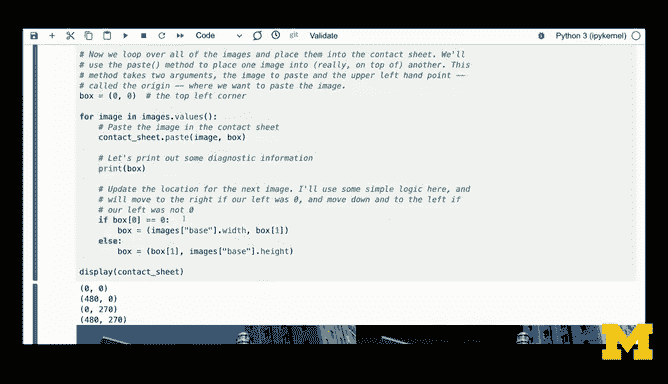 Code
git
Validate
Python 3 (ipykernel)
# Now we loop over all of the images and place them into the contact sheet. We'll
# use the paste() method to place one image into (really, on top of) another. This
# method takes two arguments, the image to paste and the upper left hand point --
# called the origin -- where we want to paste the image.
box = (0, 0)  # the top left corner
for image in images.values():
    # Paste the image in the contact sheet
    contact_sheet.paste(image, box)
    # Let's print out some diagnostic information
    print(box)
    # Update the location for the next image. I'll use some simple logic here, and
    # will move to the right if our left was 0, and move down and to the left if
    # our left was not 0
    if box[0] == 0:
        box = (images["base"].width, box[1])
    else:
        box = (box[1], images["base"].height)
display(contact_sheet)
(0, 0)
(480, 0)
(0, 270)
(480, 270)
M